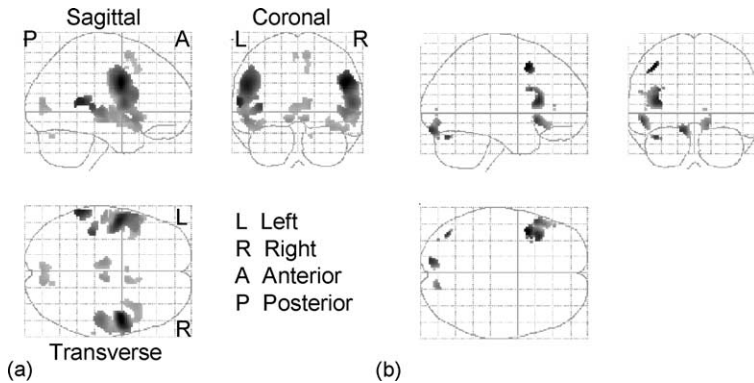 Sagittal
Coronal
P
A
L
R
L
R
L Left
R Right
A Anterior
P Posterior
Transverse
(a)
(b)